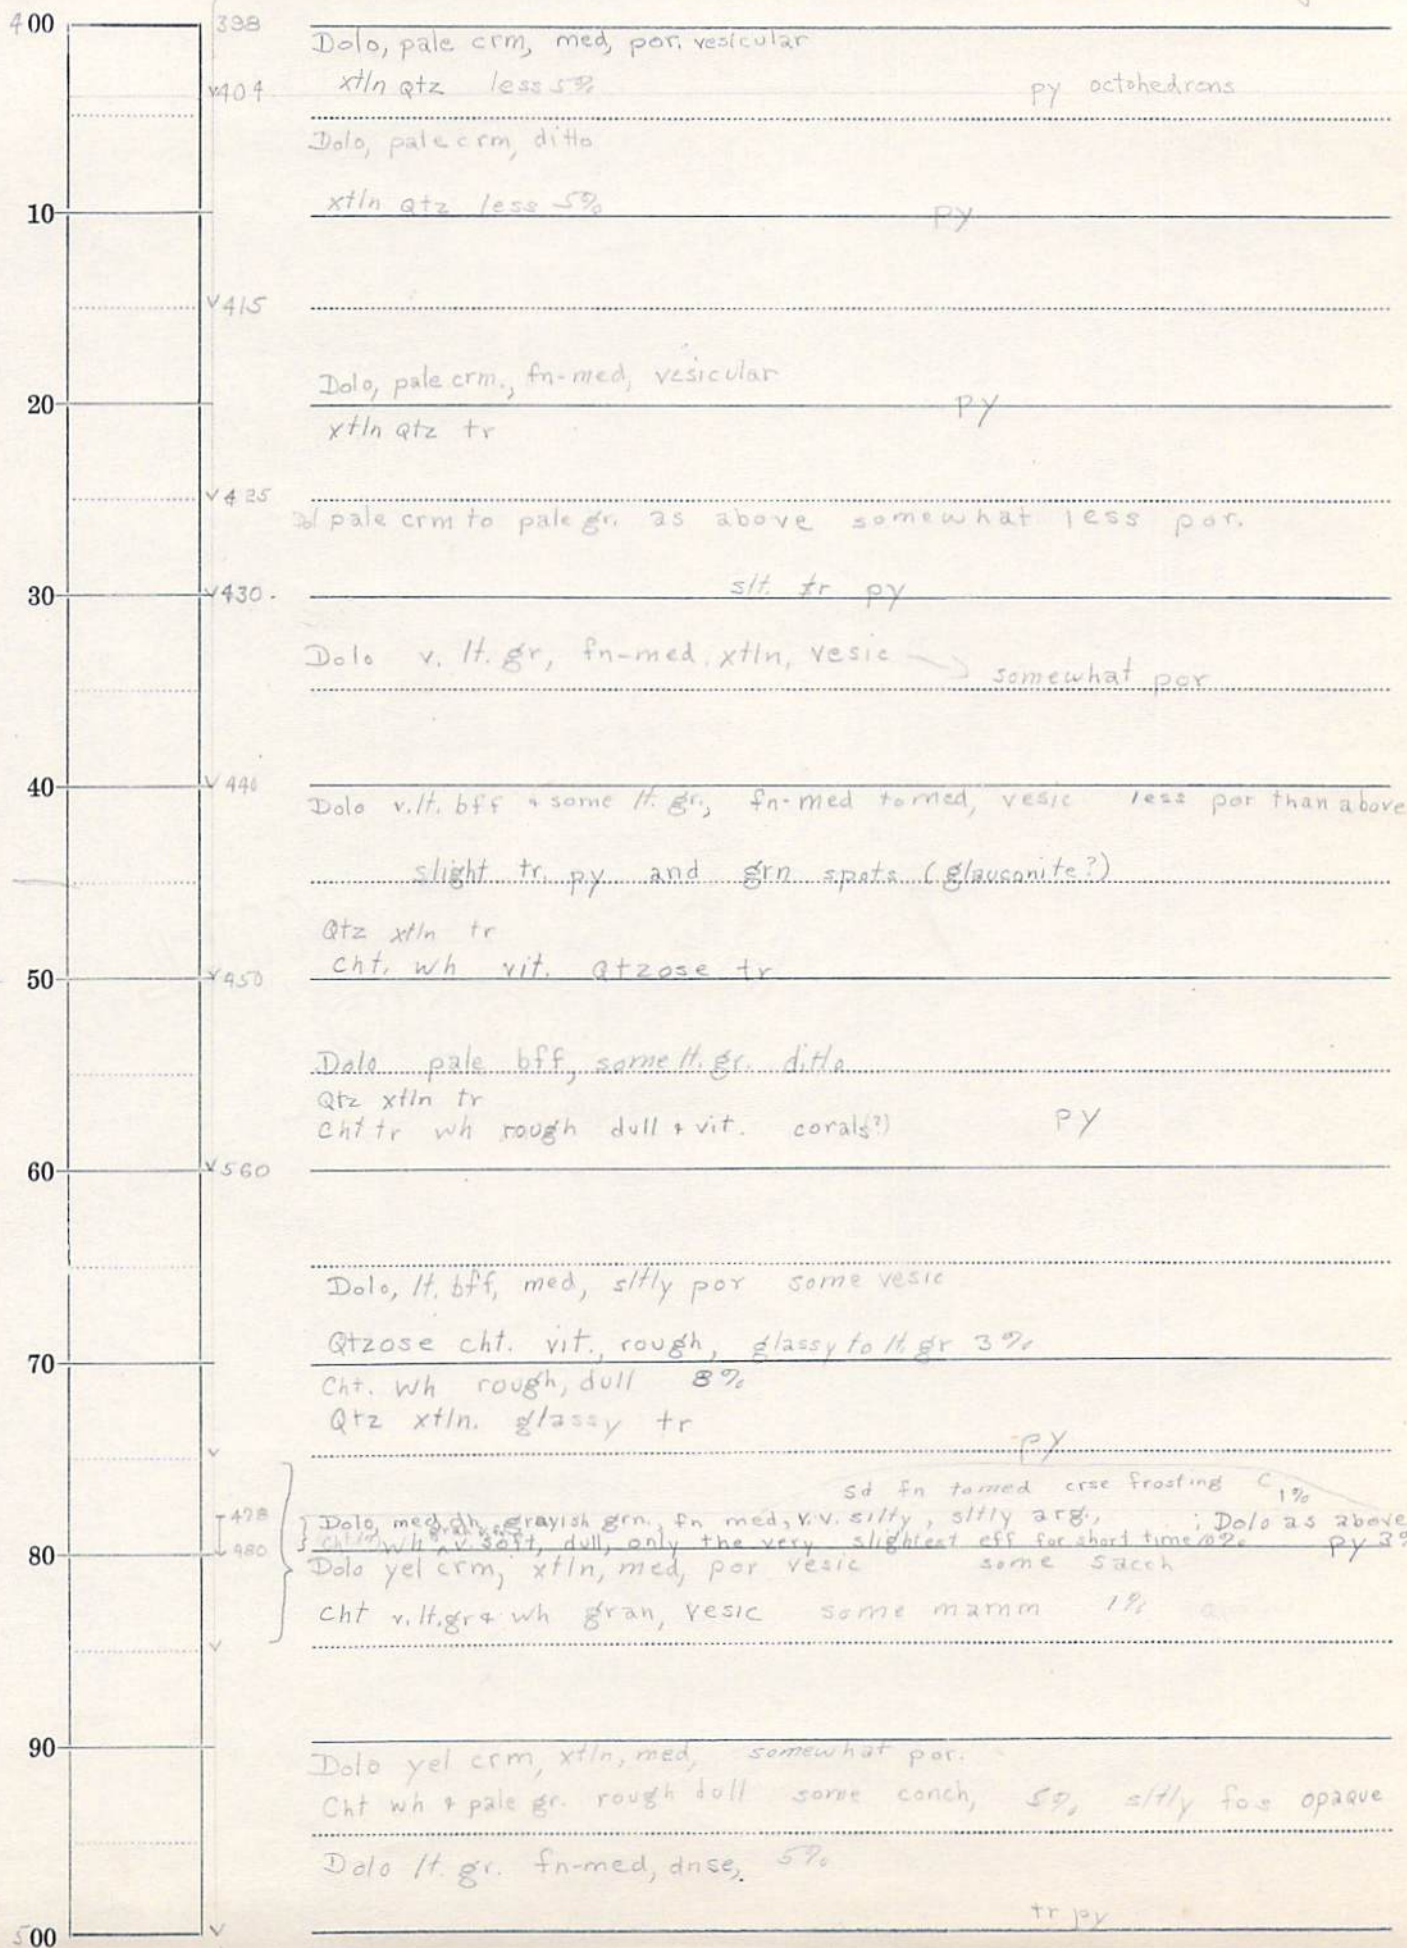 400 398
Dolo, pale crm, med, por. vesicular
v404 xtln qtz less 5% py octohedrons
Dolo, pale crm, ditto
xtln qtz less 5%
10 py
v415
Dolo, pale crm., fn-med, vesicular
20 py
xtln qtz tr
v425
Dol pale crm to pale gr. as above somewhat less por.
30 v430. slt. tr py
Dolo v. lt. gr, fn-med. xtln, vesic
somewhat por
40 v440
Dolo v. lt. bff & some lt. gr., fn-med to med, vesic less por than above
slight tr. py and grn spots (glauconite?)
Qtz xtln tr
Cht. wh vit. Qtzose tr
50 v450
Dolo pale bff, some lt. gr. ditto
Qtz xtln tr
Cht tr wh rough dull & vit. corals(?) py
60 v560
Dolo, lt. bff, med, sltly por some vesic
Qtzose cht. vit., rough, glassy to lt. gr 3%
70
Cht. Wh rough, dull 8%
Qtz xtln. glassy tr
v py
Sd fn to med crse frosting C 1%
478 Dolo, med dk grayish grn., fn med, v.v. silty, sltly arg., ; Dolo as above
80 480 wh v. soft, dull, only the very slightest eff for short time py 3%
Dolo yel crm, xtln, med, por vesic some sacch
Cht v. lt. gr & wh gran, vesic some mamm 1%
v
90
Dolo yel crm, xtln, med, somewhat por.
Cht wh & pale gr. rough dull some conch, 5%, sltly fos opaque
Dolo lt. gr. fn-med, dnse, 5%
tr py
500 v